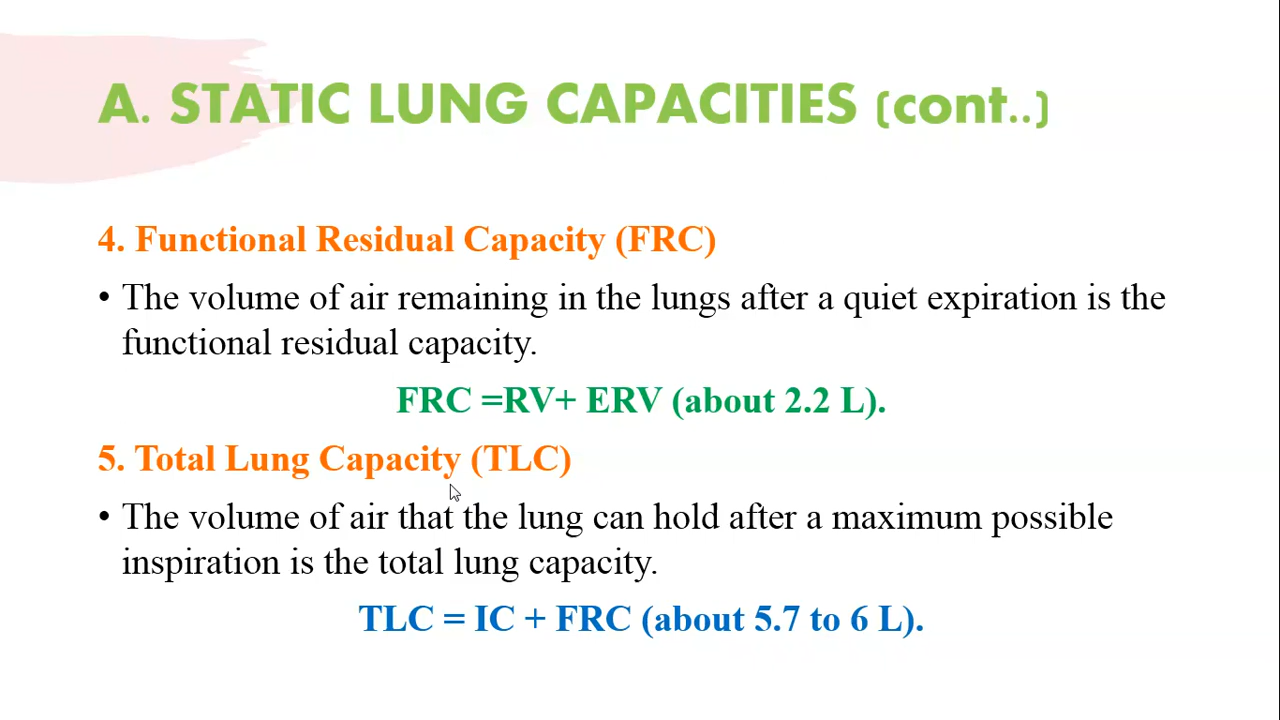 A. STATIC LUNG CAPACITIES (cont..)
4. Functional Residual Capacity (FRC)
• The volume of air remaining in the lungs after a quiet expiration is the
functional residual capacity.
FRC =RV+ ERV (about 2.2 L).
5. Total Lung Capacity (TLC)
• The volume of air that the lung can hold after a maximum possible
inspiration is the total lung capacity.
TLC = IC + FRC (about 5.7 to 6 L).